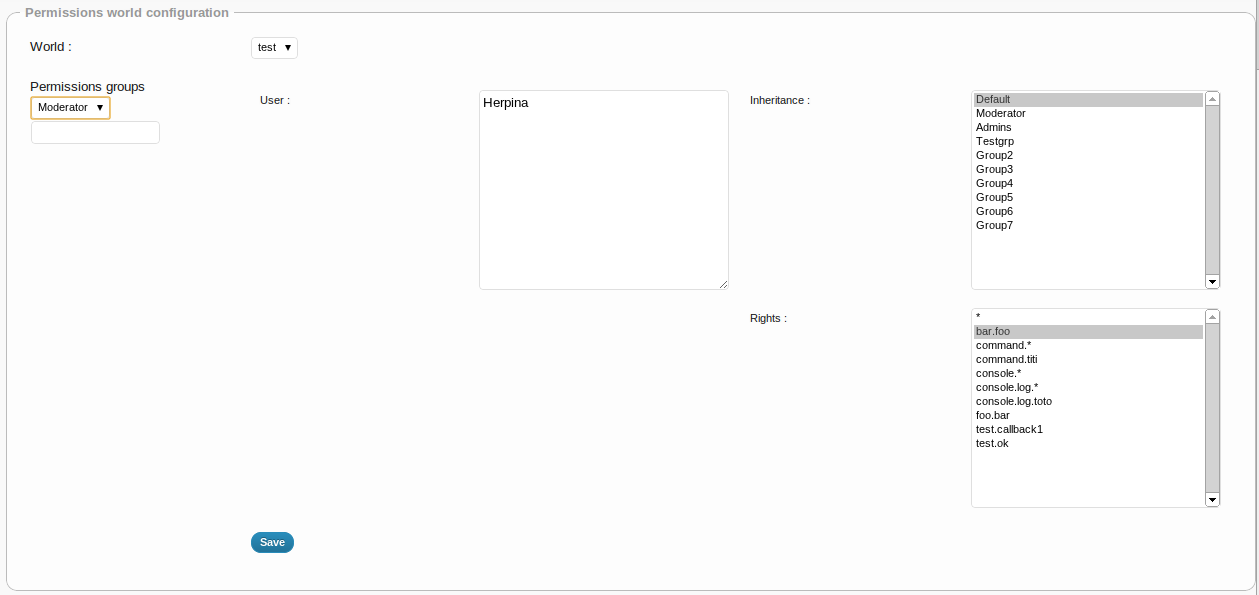 Permissions world configuration
World :
test
Permissions groups
Moderator
User :
Herpina
Inheritance :
Default
Moderator
Admins
Testgrp
Group2
Group3
Group4
Group5
Group6
Group7
Rights :
*
bar.foo
command.*
command.titi
console.*
console.log.*
console.log.toto
foo.bar
test.callback1
test.ok
Save